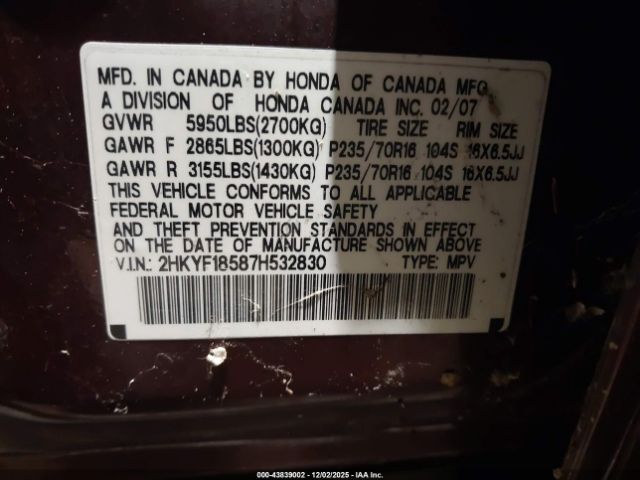 MFD. IN CANADA BY HONDA OF CANADA MFG.
A DIVISION OF HONDA CANADA INC. 02/07
GVWR 5950LBS(2700KG) TIRE SIZE RIM SIZE
GAWR F 2865LBS(1300KG) P235/70R16 104S 16X6.5JJ
GAWR R 3155LBS(1430KG) P235/70R16 104S 16X6.5JJ
THIS VEHICLE CONFORMS TO ALL APPLICABLE
FEDERAL MOTOR VEHICLE SAFETY
AND THEFT PREVENTION STANDARDS IN EFFECT
ON THE DATE OF MANUFACTURE SHOWN ABOVE
V.I.N.: 2HKYF18587H532830 TYPE: MPV
000-43839002 - 12/02/2025 - IAA Inc.